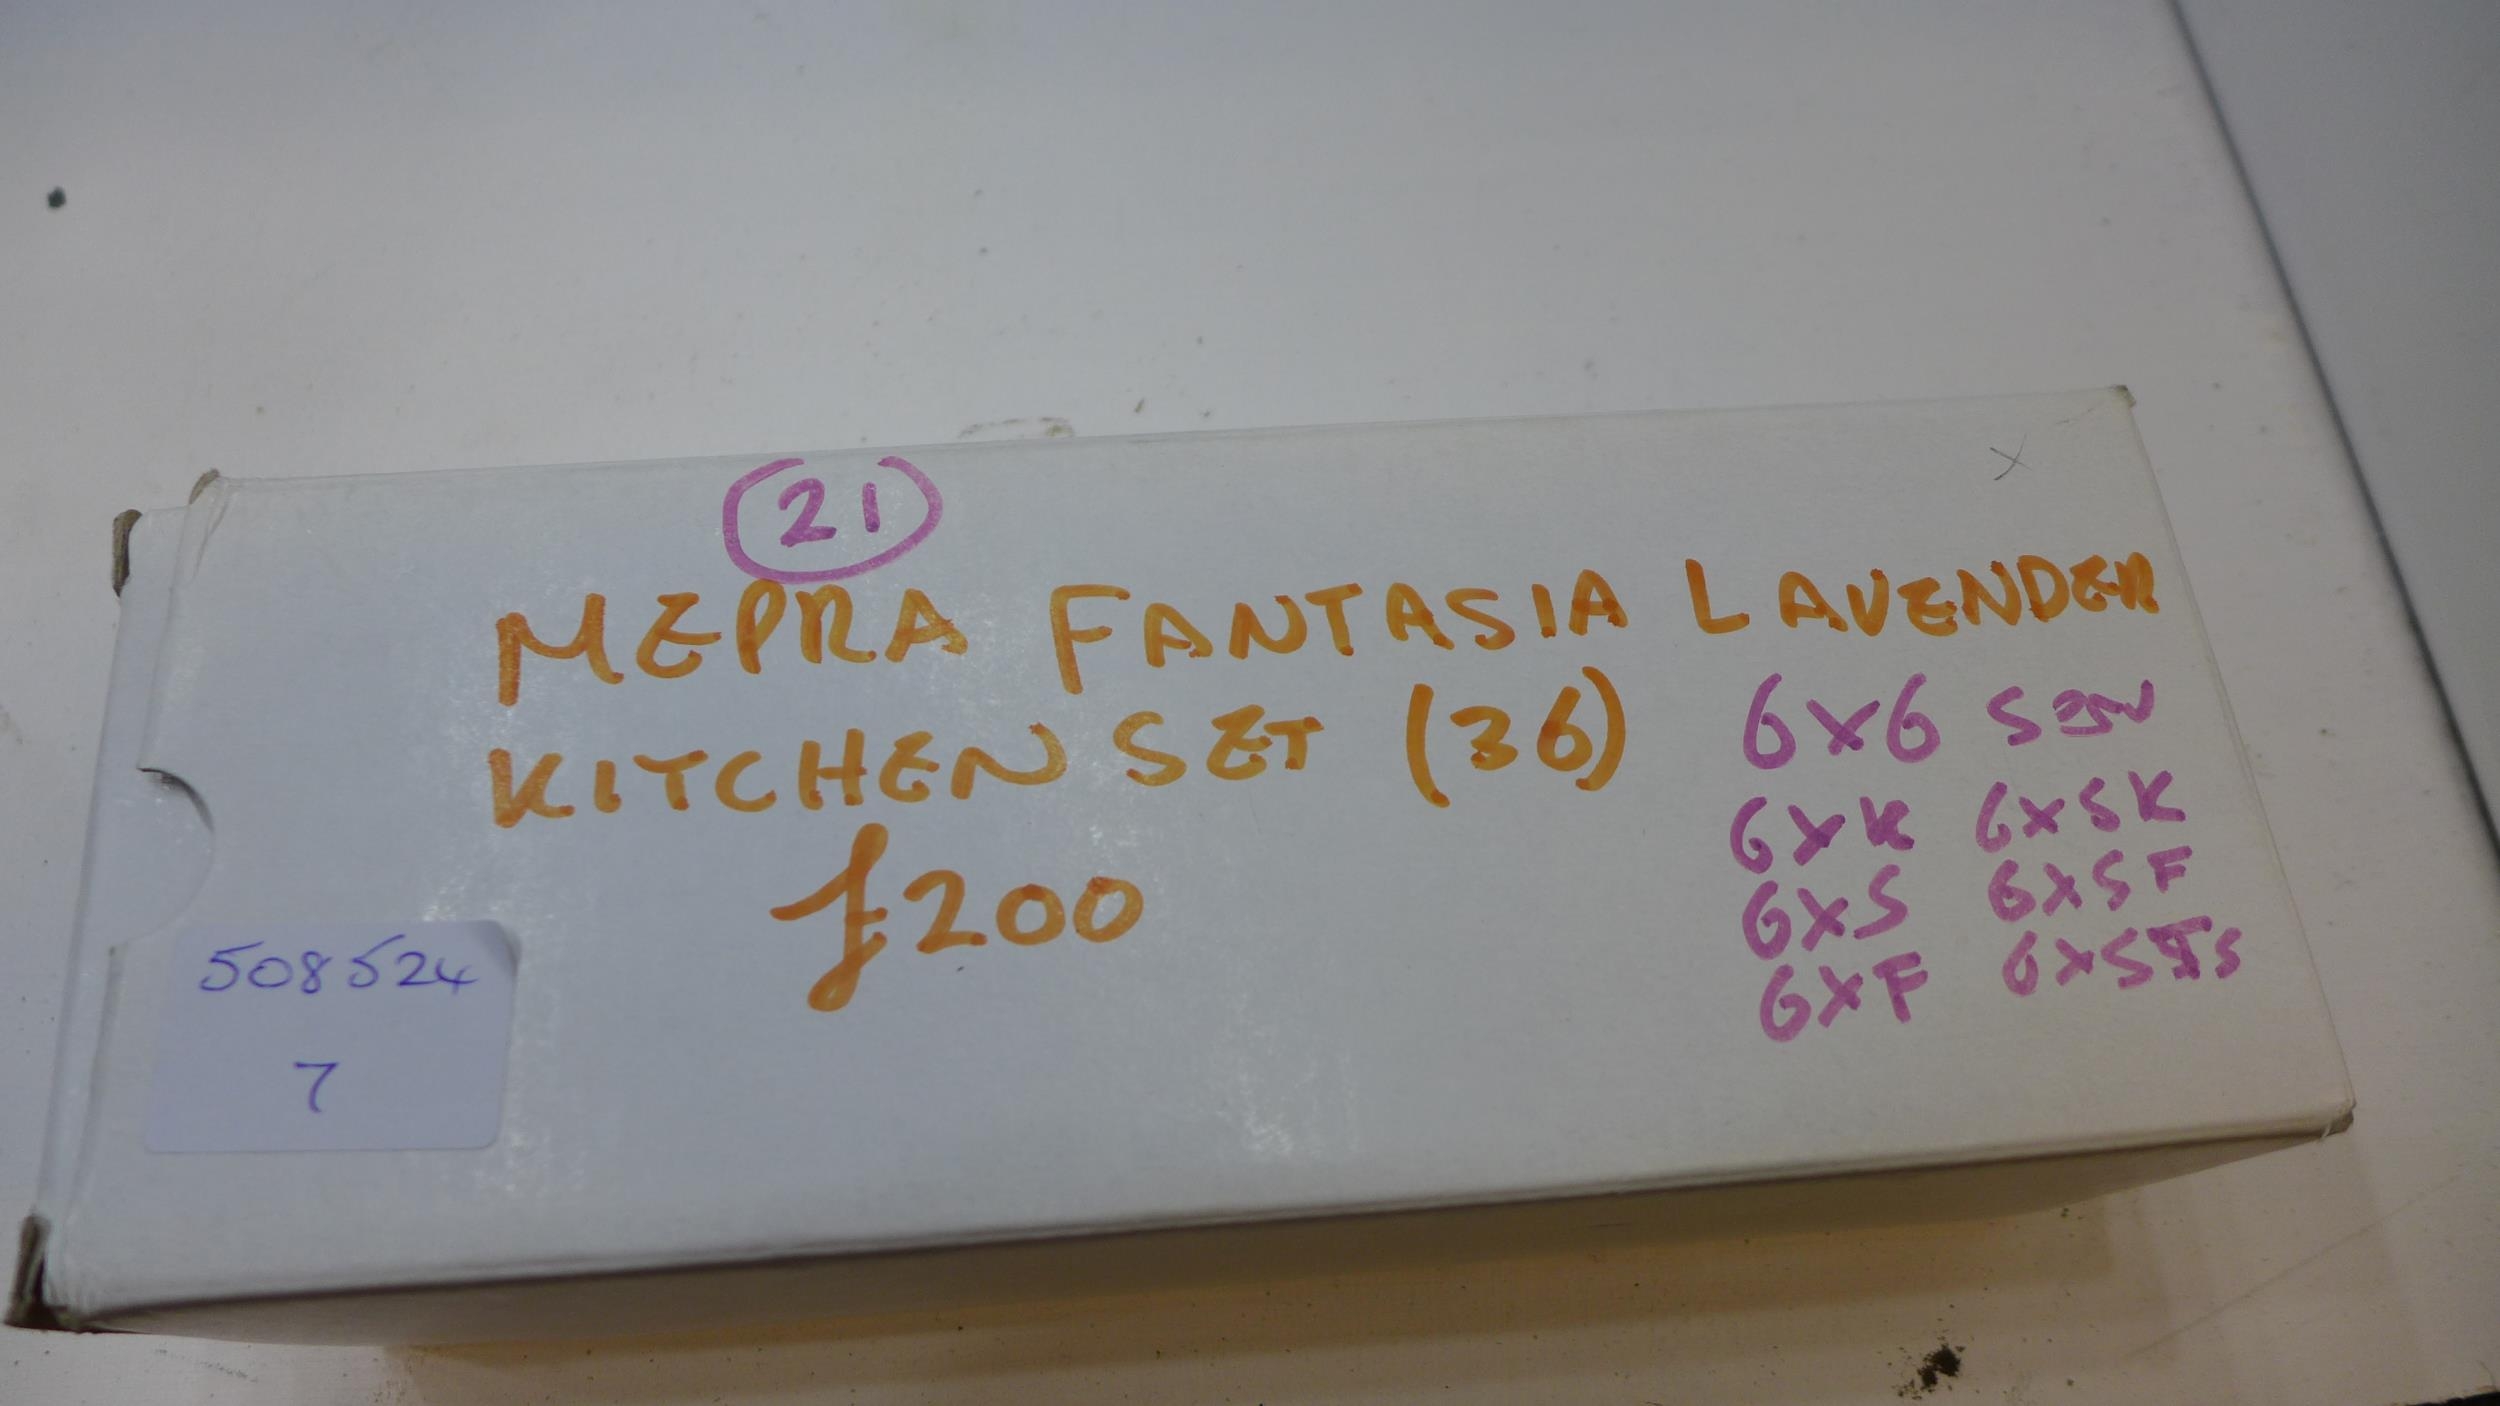 21
MEPRA FANTASIA LAVENDER
KITCHEN SET (36)
£200
6x6
6xK 6xSK
6xS 6xSF
6xF
508524
7